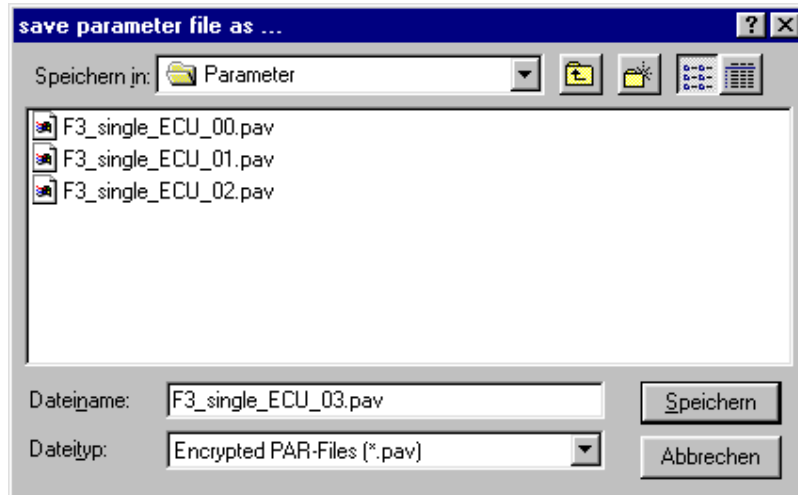 save parameter file as ...
Speichern in: Parameter
F3_single_ECU_00.pav
F3_single_ECU_01.pav
F3_single_ECU_02.pav
Dateiname: F3_single_ECU_03.pav Speichern
Dateityp: Encrypted PAR-Files (*.pav) Abbrechen